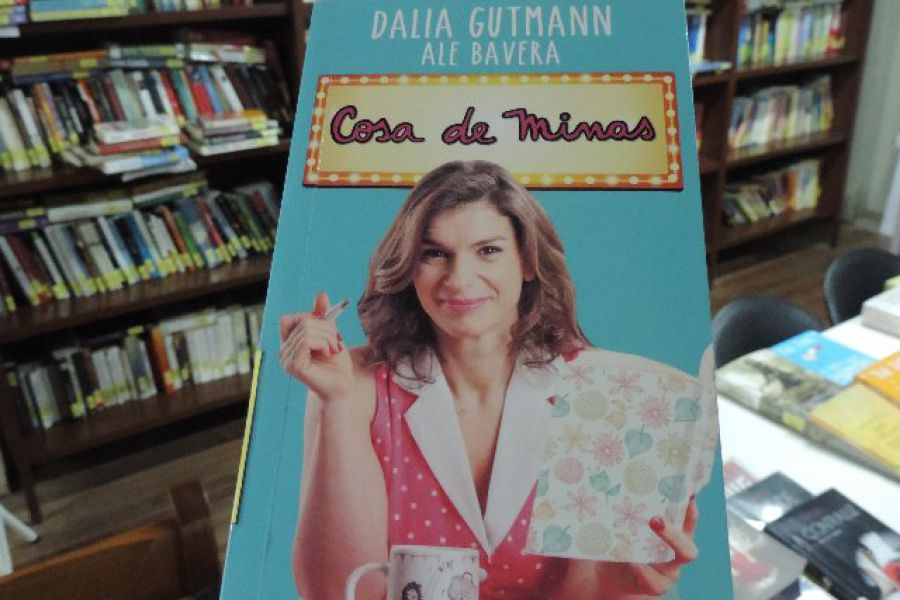 DALIA GUTMANN
ALE BAVERA
Cosa de Minas